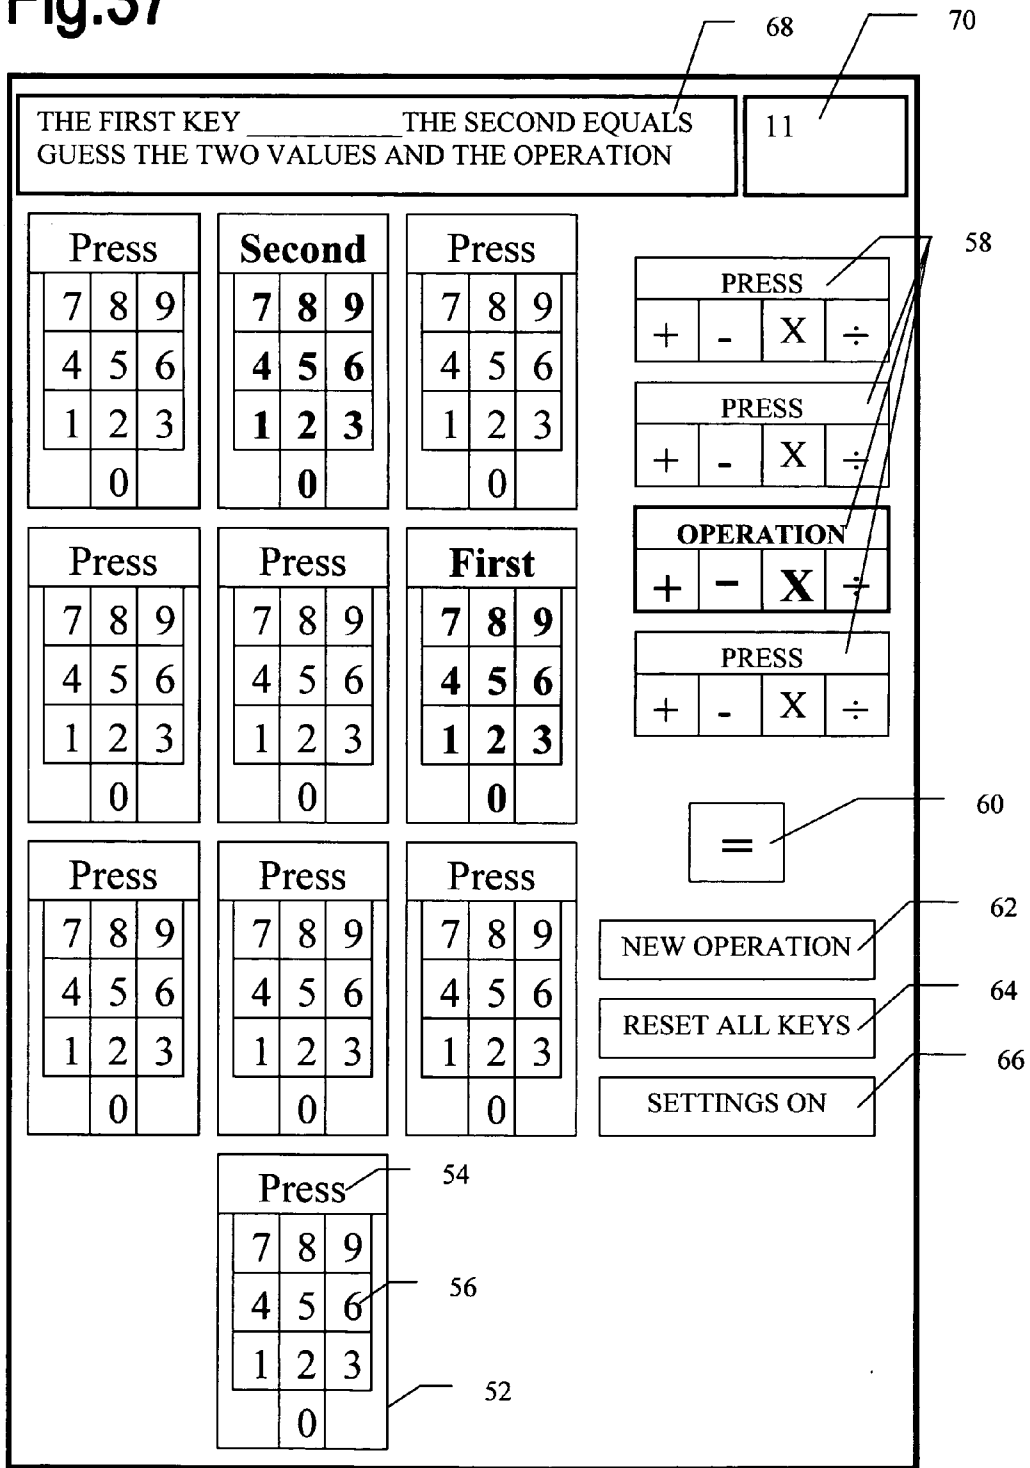 Fig.37
68
70
THE FIRST KEY ___________THE SECOND EQUALS
GUESS THE TWO VALUES AND THE OPERATION
11
58
Press Second Press
7 8 9 7 8 9 7 8 9
4 5 6 4 5 6 4 5 6
1 2 3 1 2 3 1 2 3
0 0 0
PRESS
+ - X ÷
PRESS
+ - X ÷
OPERATION
+ - X ÷
PRESS
+ - X ÷
Press Press First
7 8 9 7 8 9 7 8 9
4 5 6 4 5 6 4 5 6
1 2 3 1 2 3 1 2 3
0 0 0
=
60
Press Press Press
7 8 9 7 8 9 7 8 9
4 5 6 4 5 6 4 5 6
1 2 3 1 2 3 1 2 3
0 0 0
NEW OPERATION
62
RESET ALL KEYS
64
SETTINGS ON
66
Press
54
7 8 9
4 5 6
56
1 2 3
0
52